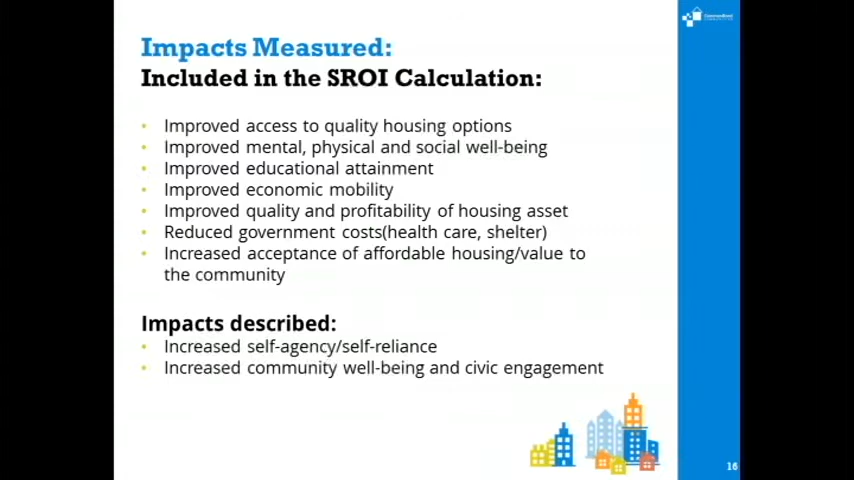 Impacts Measured:
Included in the SROI Calculation:
• Improved access to quality housing options
• Improved mental, physical and social well-being
• Improved educational attainment
• Improved economic mobility
• Improved quality and profitability of housing asset
• Reduced government costs(health care, shelter)
• Increased acceptance of affordable housing/value to
the community
Impacts described:
• Increased self-agency/self-reliance
• Increased community well-being and civic engagement
16